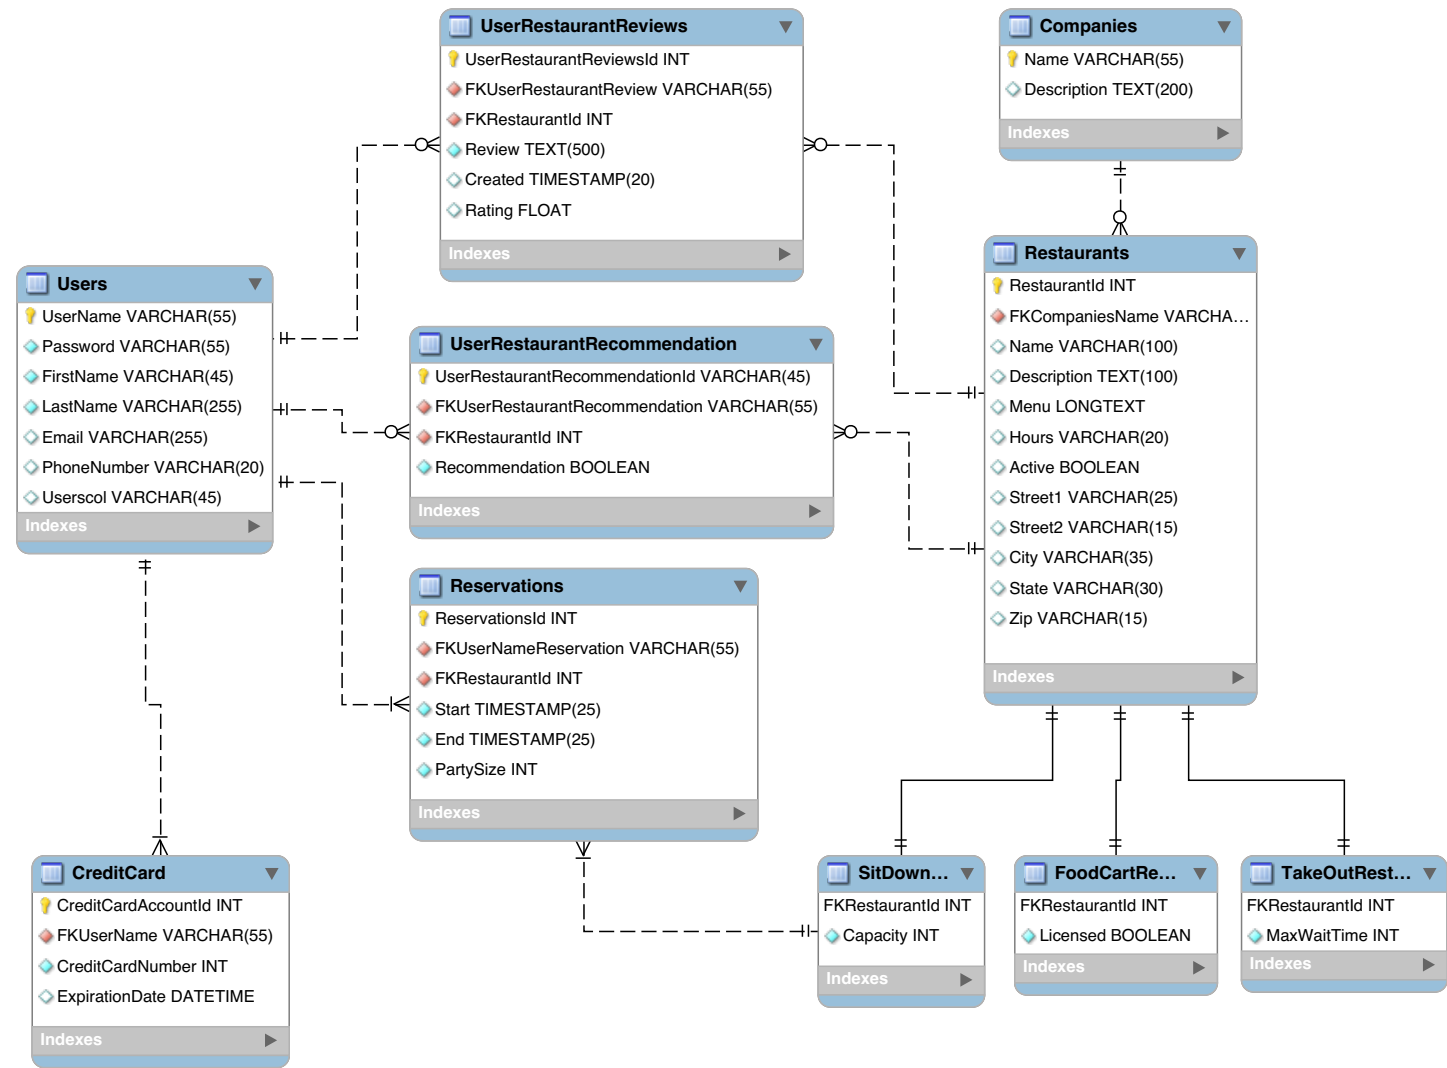 UserRestaurantReviews
UserRestaurantReviewsId INT
FKUserRestaurantReview VARCHAR(55)
FKRestaurantId INT
Review TEXT(500)
Created TIMESTAMP(20)
Rating FLOAT
Indexes
Companies
Name VARCHAR(55)
Description TEXT(200)
Indexes
Users
UserName VARCHAR(55)
Password VARCHAR(55)
FirstName VARCHAR(45)
LastName VARCHAR(255)
Email VARCHAR(255)
PhoneNumber VARCHAR(20)
Userscol VARCHAR(45)
Indexes
UserRestaurantRecommendation
UserRestaurantRecommendationId VARCHAR(45)
FKUserRestaurantRecommendation VARCHAR(55)
FKRestaurantId INT
Recommendation BOOLEAN
Indexes
Restaurants
RestaurantId INT
FKCompaniesName VARCHA...
Name VARCHAR(100)
Description TEXT(100)
Menu LONGTEXT
Hours VARCHAR(20)
Active BOOLEAN
Street1 VARCHAR(25)
Street2 VARCHAR(15)
City VARCHAR(35)
State VARCHAR(30)
Zip VARCHAR(15)
Indexes
Reservations
ReservationsId INT
FKUserNameReservation VARCHAR(55)
FKRestaurantId INT
Start TIMESTAMP(25)
End TIMESTAMP(25)
PartySize INT
Indexes
CreditCard
CreditCardAccountId INT
FKUserName VARCHAR(55)
CreditCardNumber INT
ExpirationDate DATETIME
Indexes
SitDown...
FKRestaurantId INT
Capacity INT
Indexes
FoodCartRe...
FKRestaurantId INT
Licensed BOOLEAN
Indexes
TakeOutRest...
FKRestaurantId INT
MaxWaitTime INT
Indexes